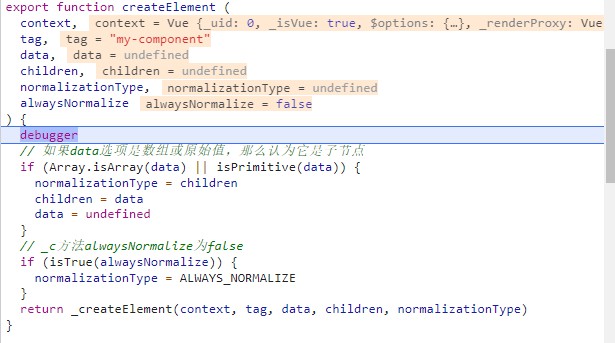 export function createElement (
context, context = Vue {_uid: 0, _isVue: true, $options: {…}, _renderProxy: Vue
tag, tag = "my-component"
data, data = undefined
children, children = undefined
normalizationType, normalizationType = undefined
alwaysNormalize alwaysNormalize = false
) {
debugger
// 如果data选项是数组或原始值，那么认为它是子节点
if (Array.isArray(data) || isPrimitive(data)) {
normalizationType = children
children = data
data = undefined
}
// _c方法alwaysNormalize为false
if (isTrue(alwaysNormalize)) {
normalizationType = ALWAYS_NORMALIZE
}
return _createElement(context, tag, data, children, normalizationType)
}